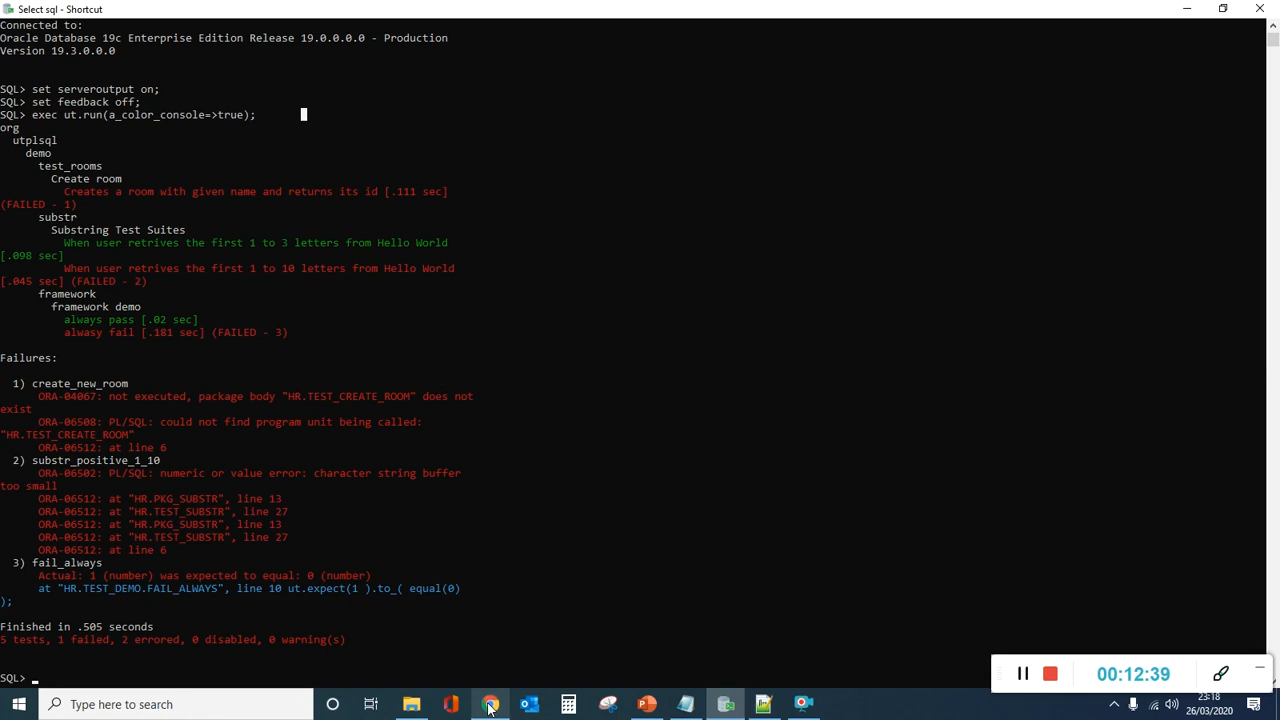 Select sql - Shortcut
Connected to:
Oracle Database 19c Enterprise Edition Release 19.0.0.0.0 - Production
Version 19.3.0.0.0
SQL> set serveroutput on;
SQL> set feedback off;
SQL> exec ut.run(a_color_console=>true);
org
utplsql
demo
test_rooms
Create room
Creates a room with given name and returns its id [.111 sec]
(FAILED - 1)
substr
Substring Test Suites
When user retrives the first 1 to 3 letters from Hello World
[.098 sec]
When user retrives the first 1 to 10 letters from Hello World
[.045 sec] (FAILED - 2)
framework
framework demo
always pass [.02 sec]
alwasy fail [.181 sec] (FAILED - 3)
Failures:
1) create_new_room
ORA-04067: not executed, package body "HR.TEST_CREATE_ROOM" does not
exist
ORA-06508: PL/SQL: could not find program unit being called:
"HR.TEST_CREATE_ROOM"
ORA-06512: at line 6
2) substr_positive_1_10
ORA-06502: PL/SQL: numeric or value error: character string buffer
too small
ORA-06512: at "HR.PKG_SUBSTR", line 13
ORA-06512: at "HR.TEST_SUBSTR", line 27
ORA-06512: at "HR.PKG_SUBSTR", line 13
ORA-06512: at "HR.TEST_SUBSTR", line 27
ORA-06512: at line 6
3) fail_always
Actual: 1 (number) was expected to equal: 0 (number)
at "HR.TEST_DEMO.FAIL_ALWAYS", line 10 ut.expect(1 ).to_( equal(0)
);
Finished in .505 seconds
5 tests, 1 failed, 2 errored, 0 disabled, 0 warning(s)
SQL>
00:12:39
Type here to search
23:18
26/03/2020